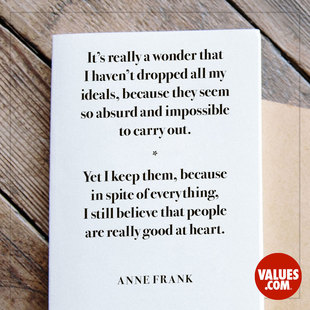 It's really a wonder that
I haven't dropped all my
ideals, because they seem
so absurd and impossible
to carry out.
*
Yet I keep them, because
in spite of everything,
I still believe that people
are really good at heart.
ANNE FRANK
VALUES
.COM